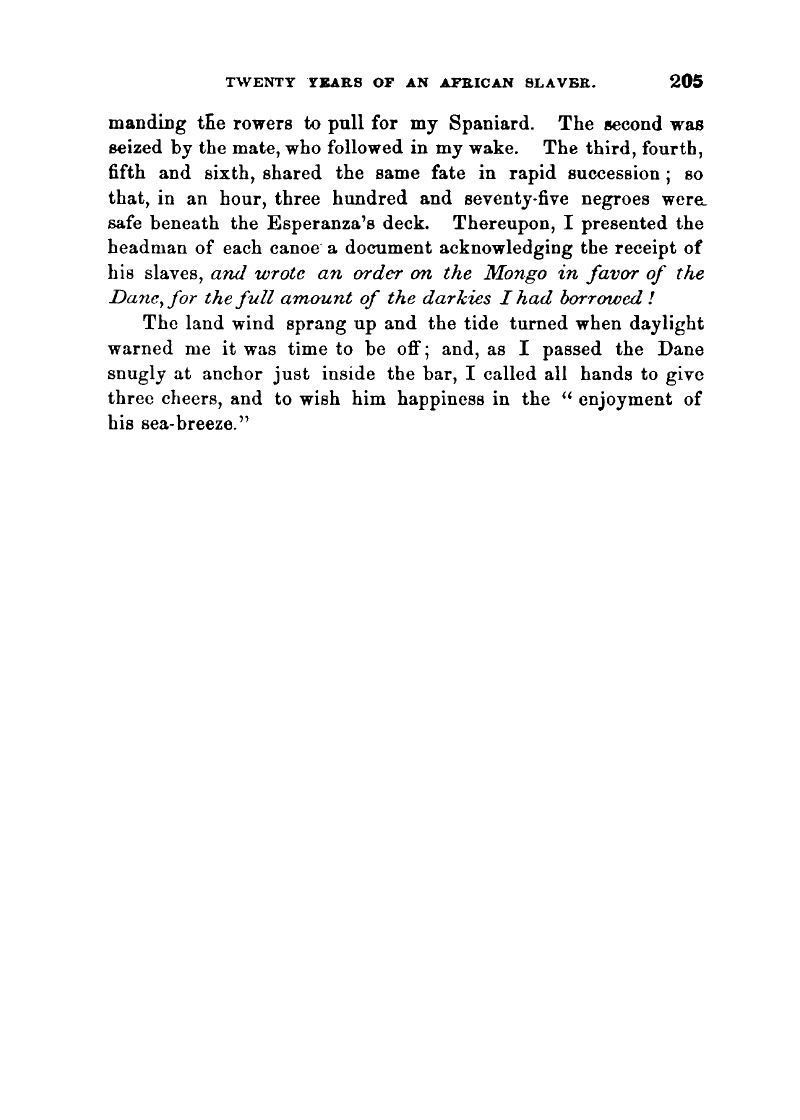 TWENTY YEARS OF AN AFRICAN SLAVER. 205
manding the rowers to pull for my Spaniard. The second was
seized by the mate, who followed in my wake. The third, fourth,
fifth and sixth, shared the same fate in rapid succession ; so
that, in an hour, three hundred and seventy-five negroes were
safe beneath the Esperanza's deck. Thereupon, I presented the
headman of each canoe a document acknowledging the receipt of
his slaves, and wrote an order on the Mongo in favor of the
Dane, for the full amount of the darkies I had borrowed !
The land wind sprang up and the tide turned when daylight
warned me it was time to be off ; and, as I passed the Dane
snugly at anchor just inside the bar, I called all hands to give
three cheers, and to wish him happiness in the " enjoyment of
his sea-breeze."